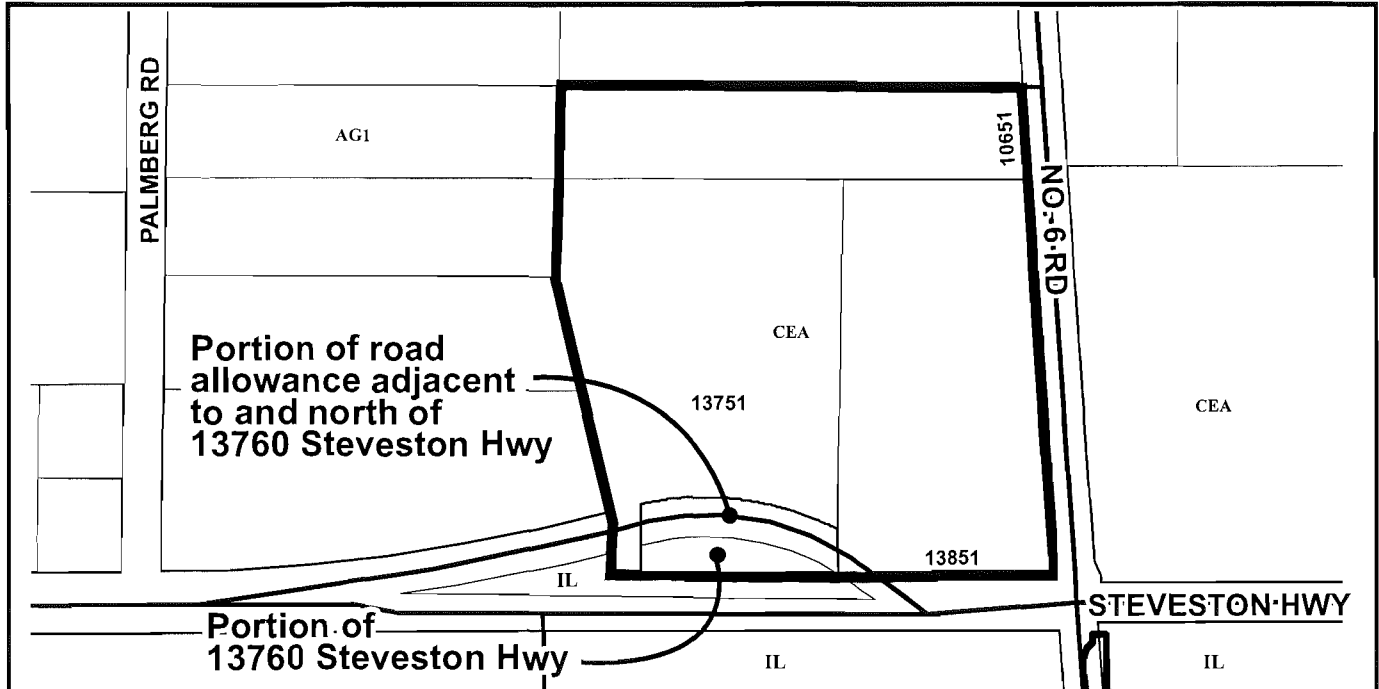 PALMBERG RD
AG1
10651
NO. 6 RD
CEA
13751
CEA
Portion of road
allowance adjacent
to and north of
13760 Steveston Hwy
13851
IL
STEVESTON HWY
Portion of
13760 Steveston Hwy
IL
IL